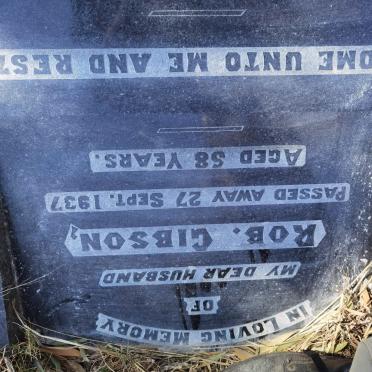 IN LOVING MEMORY
OF
MY DEAR HUSBAND
ROB. GIBSON,
PASSED AWAY 27 SEPT. 1937
AGED 58 YEARS.
OME UNTO ME AND REST